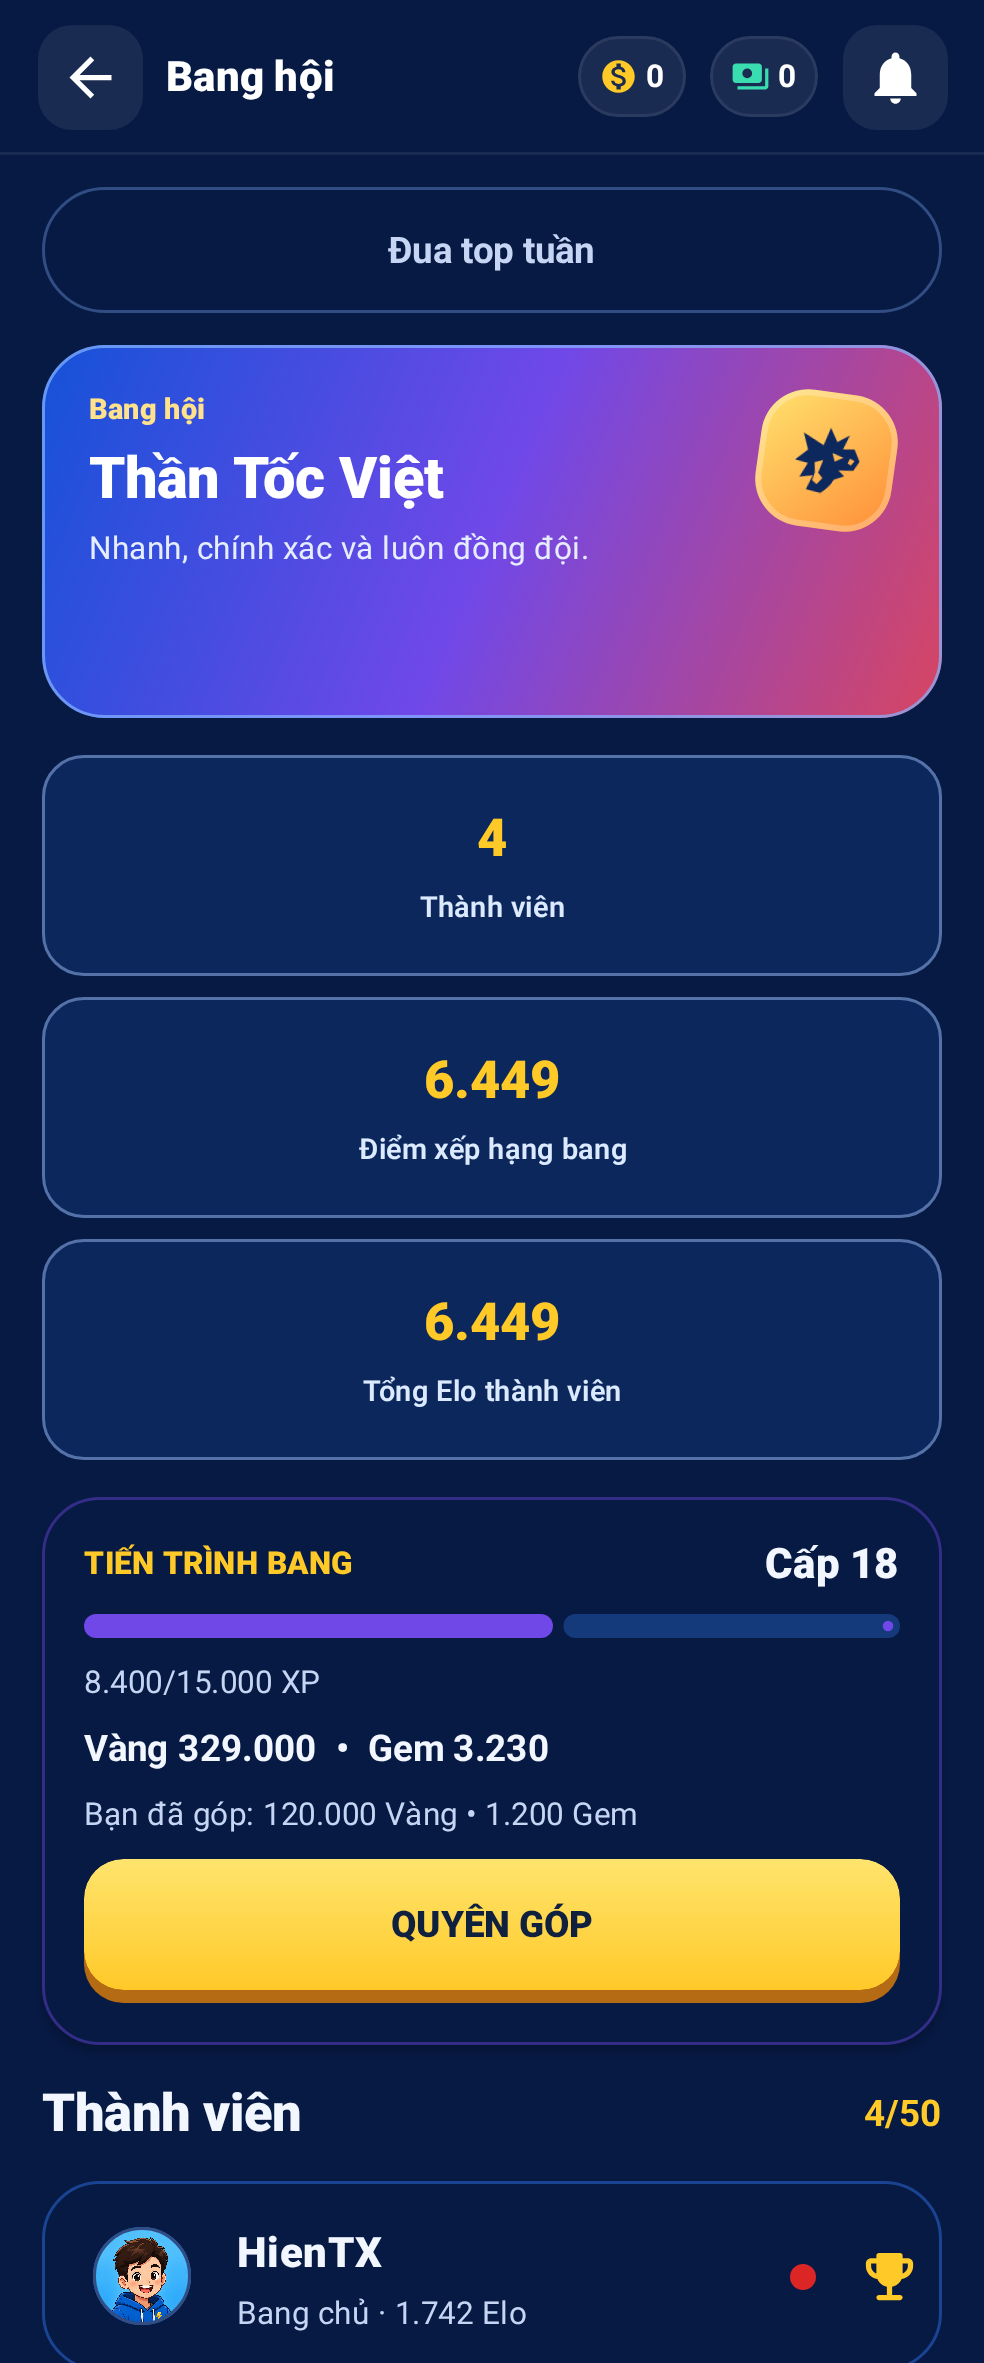 Bang hội
0
0
Đua top tuần
Bang hội
Thần Tốc Việt
Nhanh, chính xác và luôn đồng đội.
4
Thành viên
6.449
Điểm xếp hạng bang
6.449
Tổng Elo thành viên
TIẾN TRÌNH BANG
Cấp 18
8.400/15.000 XP
Vàng 329.000 • Gem 3.230
Bạn đã góp: 120.000 Vàng • 1.200 Gem
QUYÊN GÓP
Thành viên
4/50
HienTX
Bang chủ · 1.742 Elo